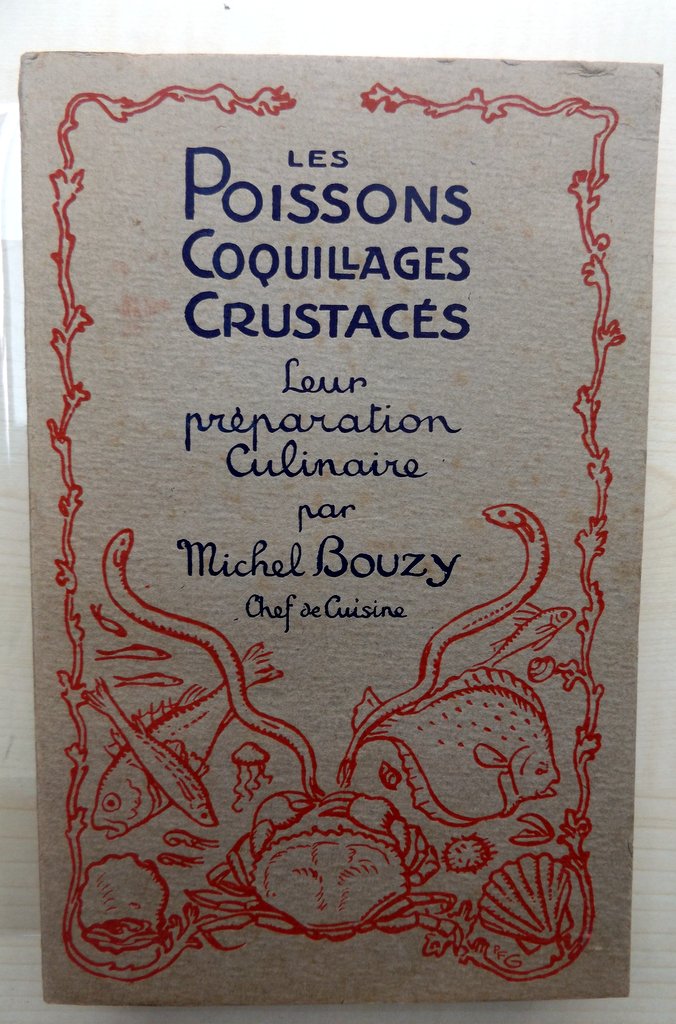 LES
POISSONS
COQUILLAGES
CRUSTACÉS
Leur
préparation
Culinaire
par
Michel BOUZY
Chef de Cuisine